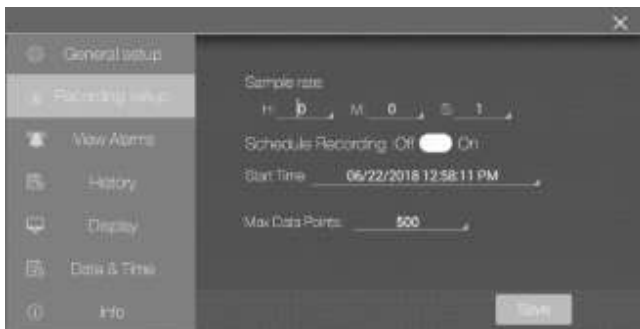 General setup
Recording setup
View Alarms
History
Display
Date & Time
Info
Sample rate:
H: 0 M: 0 S: 1
Schedule Recording: Off On
Start Time: 06/22/2018 12:58:11 PM
Max Data Points: 500
Save